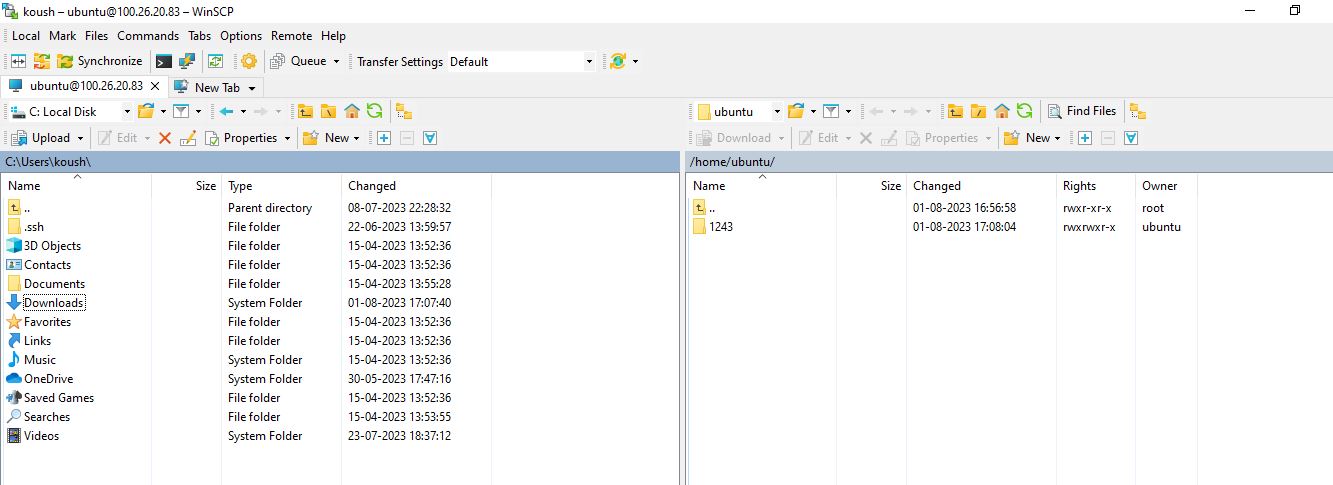 koush – ubuntu@100.26.20.83 – WinSCP
Local Mark Files Commands Tabs Options Remote Help
Synchronize Queue Transfer Settings Default
ubuntu@100.26.20.83 New Tab
C: Local Disk ubuntu Find Files
Upload Edit Properties New Download Edit Properties New
C:\Users\koush\ /home/ubuntu/
Name Size Type Changed Name Size Changed Rights Owner
.. Parent directory 08-07-2023 22:28:32 .. 01-08-2023 16:56:58 rwxr-xr-x root
.ssh File folder 22-06-2023 13:59:57 1243 01-08-2023 17:08:04 rwxrwxr-x ubuntu
3D Objects File folder 15-04-2023 13:52:36
Contacts File folder 15-04-2023 13:52:36
Documents File folder 15-04-2023 13:55:28
Downloads System Folder 01-08-2023 17:07:40
Favorites File folder 15-04-2023 13:52:36
Links File folder 15-04-2023 13:52:36
Music System Folder 15-04-2023 13:52:36
OneDrive System Folder 30-05-2023 17:47:16
Saved Games File folder 15-04-2023 13:52:36
Searches File folder 15-04-2023 13:53:55
Videos System Folder 23-07-2023 18:37:12